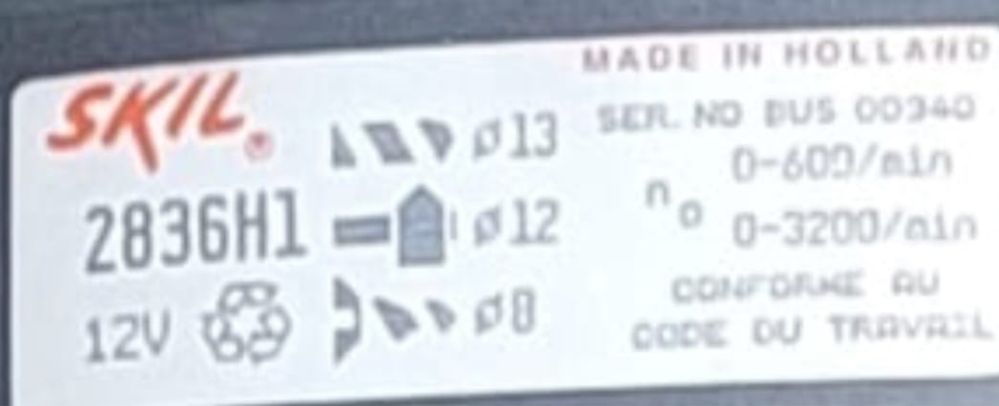 SKIL®
2836H1
12V
ø13
ø12
ø8
MADE IN HOLLAND
SER. NO BUS 00340
0-600/min
n₀
0-3200/min
CONFORME AU
CODE DU TRAVAIL